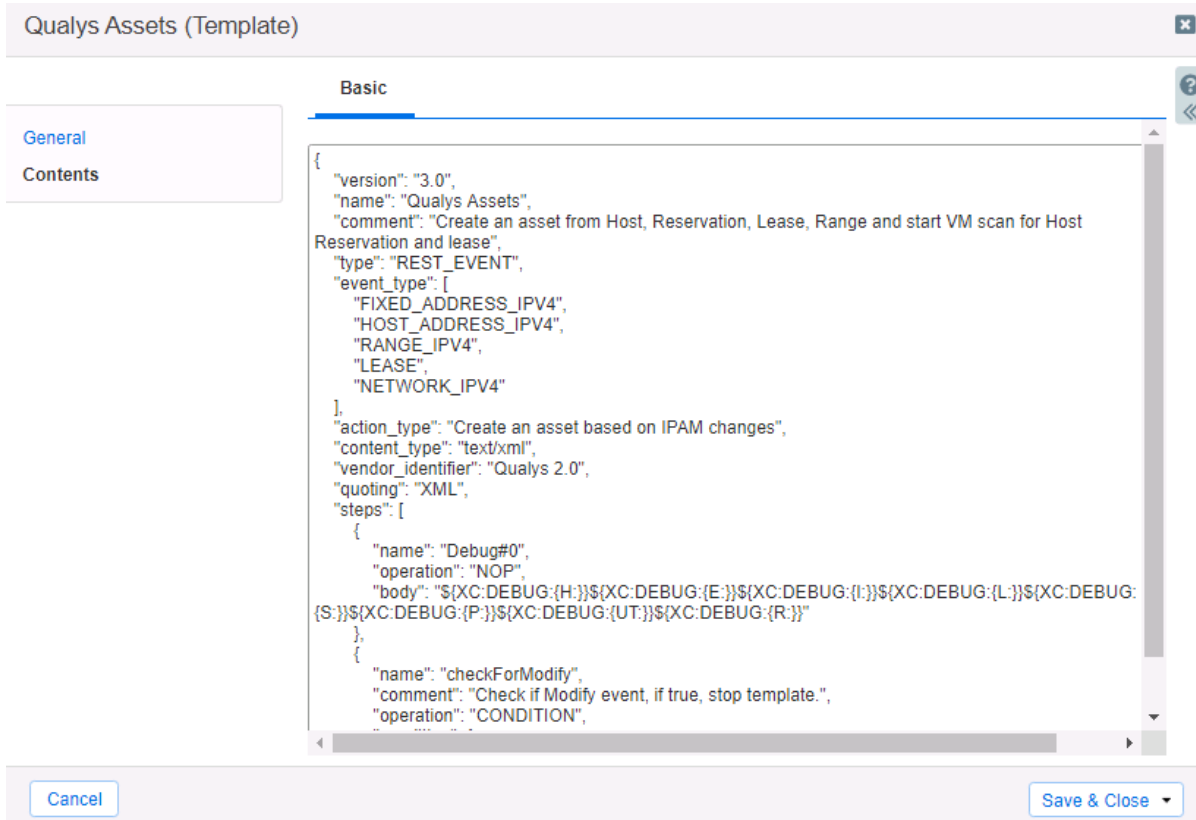 Qualys Assets (Template)
Basic
General
Contents
{
"version": "3.0",
"name": "Qualys Assets",
"comment": "Create an asset from Host, Reservation, Lease, Range and start VM scan for Host
Reservation and lease",
"type": "REST_EVENT",
"event_type": [
"FIXED_ADDRESS_IPV4",
"HOST_ADDRESS_IPV4",
"RANGE_IPV4",
"LEASE",
"NETWORK_IPV4"
],
"action_type": "Create an asset based on IPAM changes",
"content_type": "text/xml",
"vendor_identifier": "Qualys 2.0",
"quoting": "XML",
"steps": [
{
"name": "Debug#0",
"operation": "NOP",
"body": "${XC:DEBUG:{H:}}${XC:DEBUG:{E:}}${XC:DEBUG:{I:}}${XC:DEBUG:{L:}}${XC:DEBUG:
{S:}}${XC:DEBUG:{P:}}${XC:DEBUG:{UT:}}${XC:DEBUG:{R:}}"
},
{
"name": "checkForModify",
"comment": "Check if Modify event, if true, stop template.",
"operation": "CONDITION",
Cancel
Save & Close